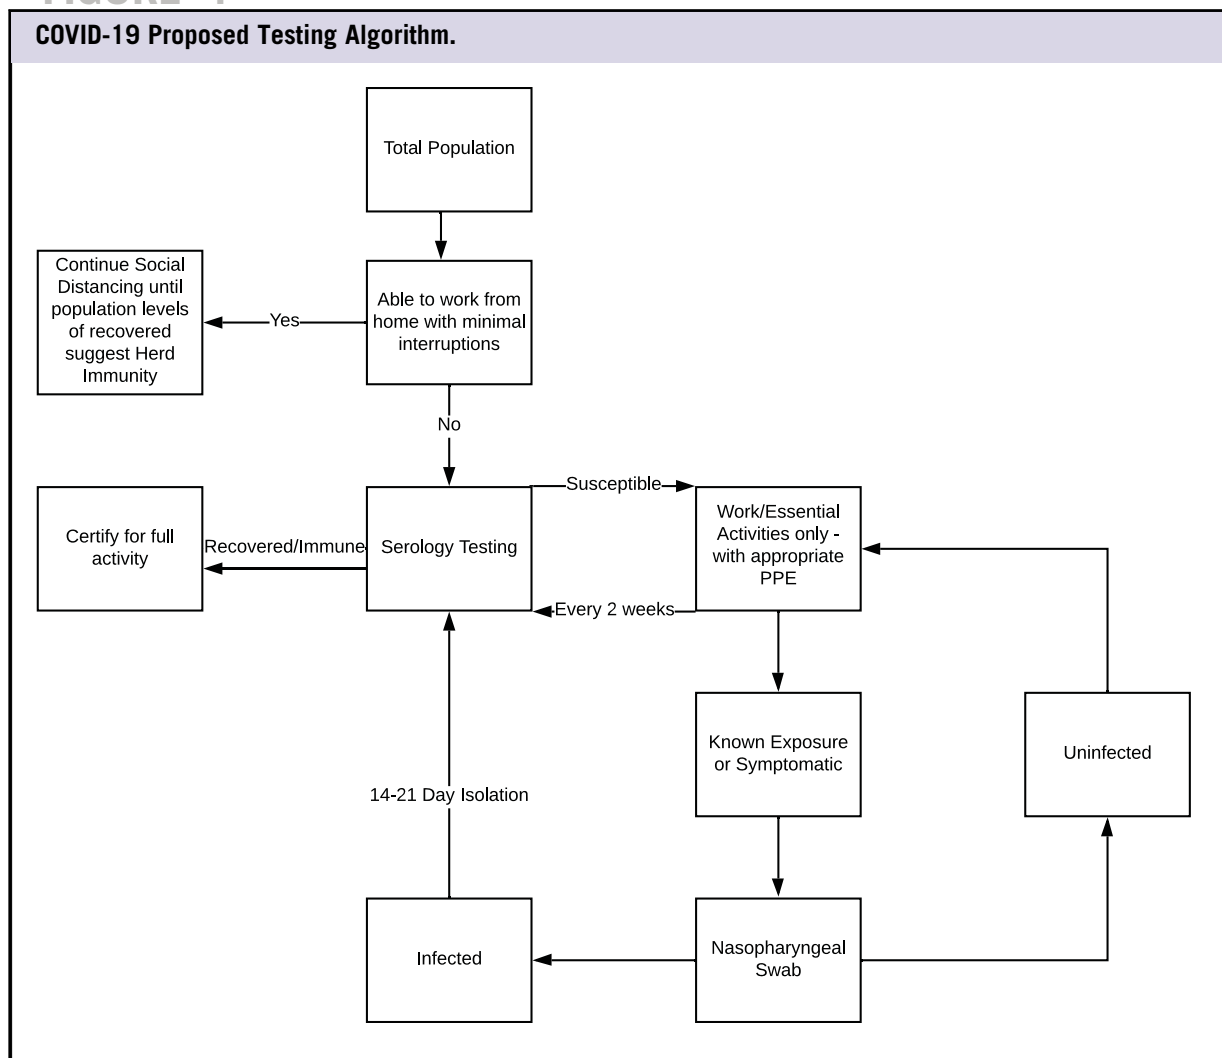 COVID-19 Proposed Testing Algorithm.
Total Population
Continue Social
Distancing until
population levels
of recovered
suggest Herd
Immunity
Yes
Able to work from
home with minimal
interruptions
No
Certify for full
activity
Recovered/Immune
Serology Testing
Susceptible
Work/Essential
Activities only -
with appropriate
PPE
Every 2 weeks
Known Exposure
or Symptomatic
Uninfected
14-21 Day Isolation
Infected
Nasopharyngeal
Swab